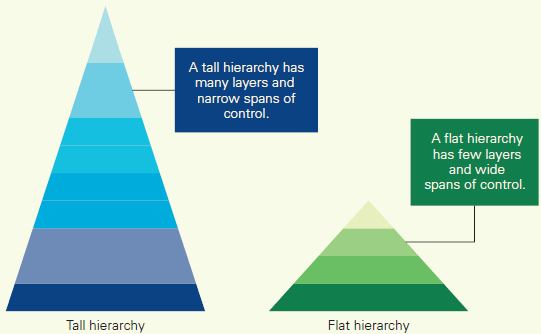 A tall hierarchy has
many layers and
narrow spans of
control.
A flat hierarchy
has few layers
and wide
spans of control.
Tall hierarchy
Flat hierarchy